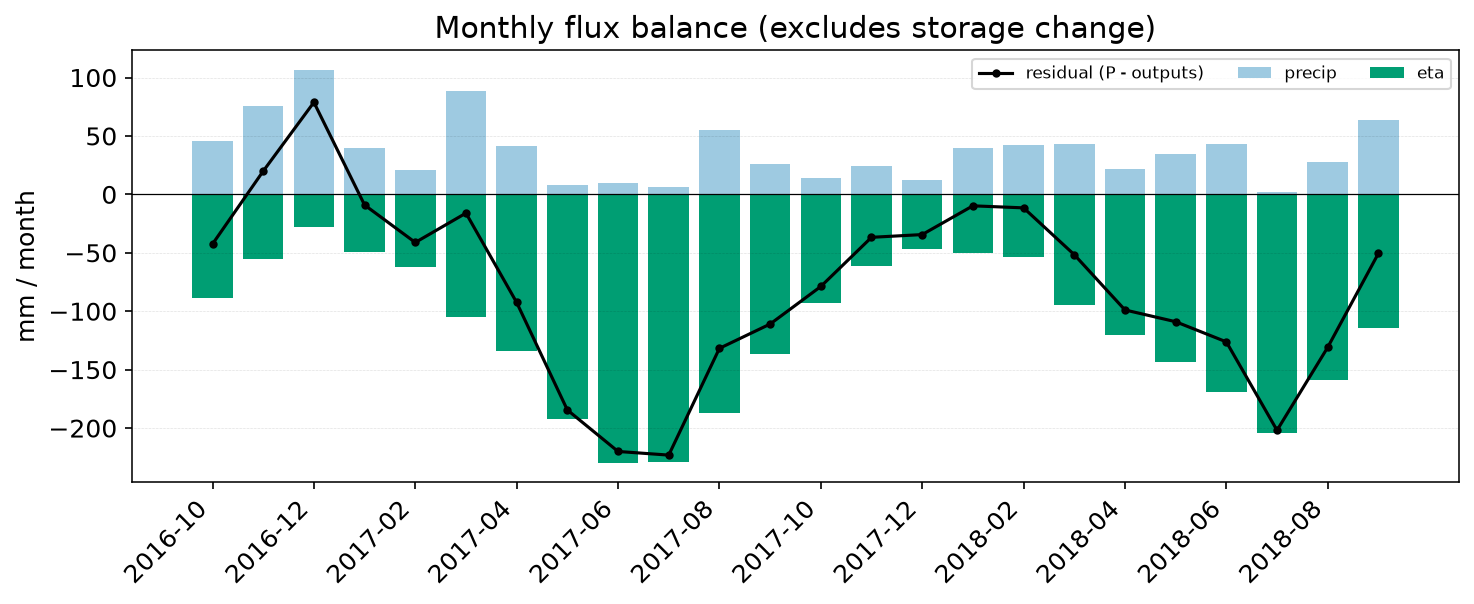 Monthly flux balance (excludes storage change)
residual (P - outputs) precip eta
mm / month
100
50
0
−50
−100
−150
−200
2016-10 2016-12 2017-02 2017-04 2017-06 2017-08 2017-10 2017-12 2018-02 2018-04 2018-06 2018-08